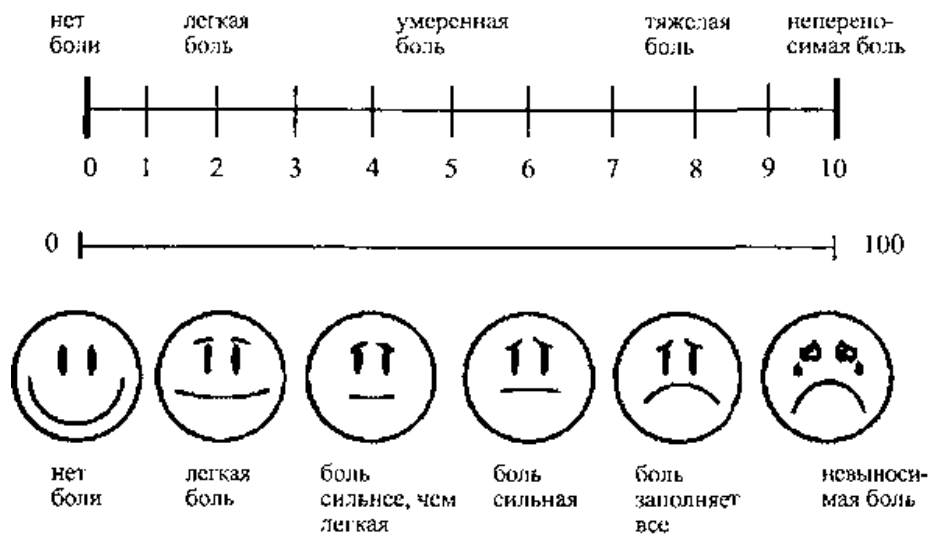 нет легкая умеренная тяжелая неперено-
боли боль боль боль симая боль
0 1 2 3 4 5 6 7 8 9 10
0 100
нет легкая боль боль боль невыноси-
боли боль сильнее, чем сильная заполняет мая боль
легкая все